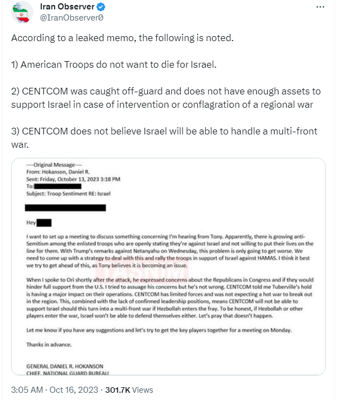 Iran Observer
@IranObserver0
According to a leaked memo, the following is noted.
1) American Troops do not want to die for Israel.
2) CENTCOM was caught off-guard and does not have enough assets to
support Israel in case of intervention or conflagration of a regional war
3) CENTCOM does not believe Israel will be able to handle a multi-front
war.
----Original Message----
From: Hokanson, Daniel R.
Sent: Friday, October 13, 2023 3:18 PM
To:
Subject: Troop Sentiment RE: Israel
Hey
I want to set up a meeting to discuss something concerning I'm hearing from Tony. Apparently, there is growing anti-
Semitism among the enlisted troops who are openly stating they're against Israel and not willing to put their lives on the
line for them. With Trump's remarks against Netanyahu on Wednesday, this problem is only going to get worse. We
need to come up with a strategy to deal with this and rally the troops in support of Israel against HAMAS. I think it best
we try to get ahead of this, as Tony believes it is becoming an issue.
When I spoke to Ori shortly after the attack, he expressed concerns about the Republicans in Congress and if they would
hinder full support from the U.S. I tried to assuage his concerns but he's not wrong. CENTCOM told me Tuberville's hold
is having a major impact on their operations. CENTCOM has limited forces and was not expecting a hot war to break out
in the region. This, combined with the lack of confirmed leadership positions, means CENTCOM will not be able to
support Israel should this turn into a multi-front war if Hezbollah enters the fray. To be honest, if Hezbollah or other
players enter the war, Israel won't be able to defend themselves either. Let's pray that doesn't happen.
Let me know if you have any suggestions and let's try to get the key players together for a meeting on Monday.
Thanks in advance.
GENERAL DANIEL R. HOKANSON
CHIEF, NATIONAL GUARD BUREAU
3:05 AM · Oct 16, 2023 · 301.7K Views